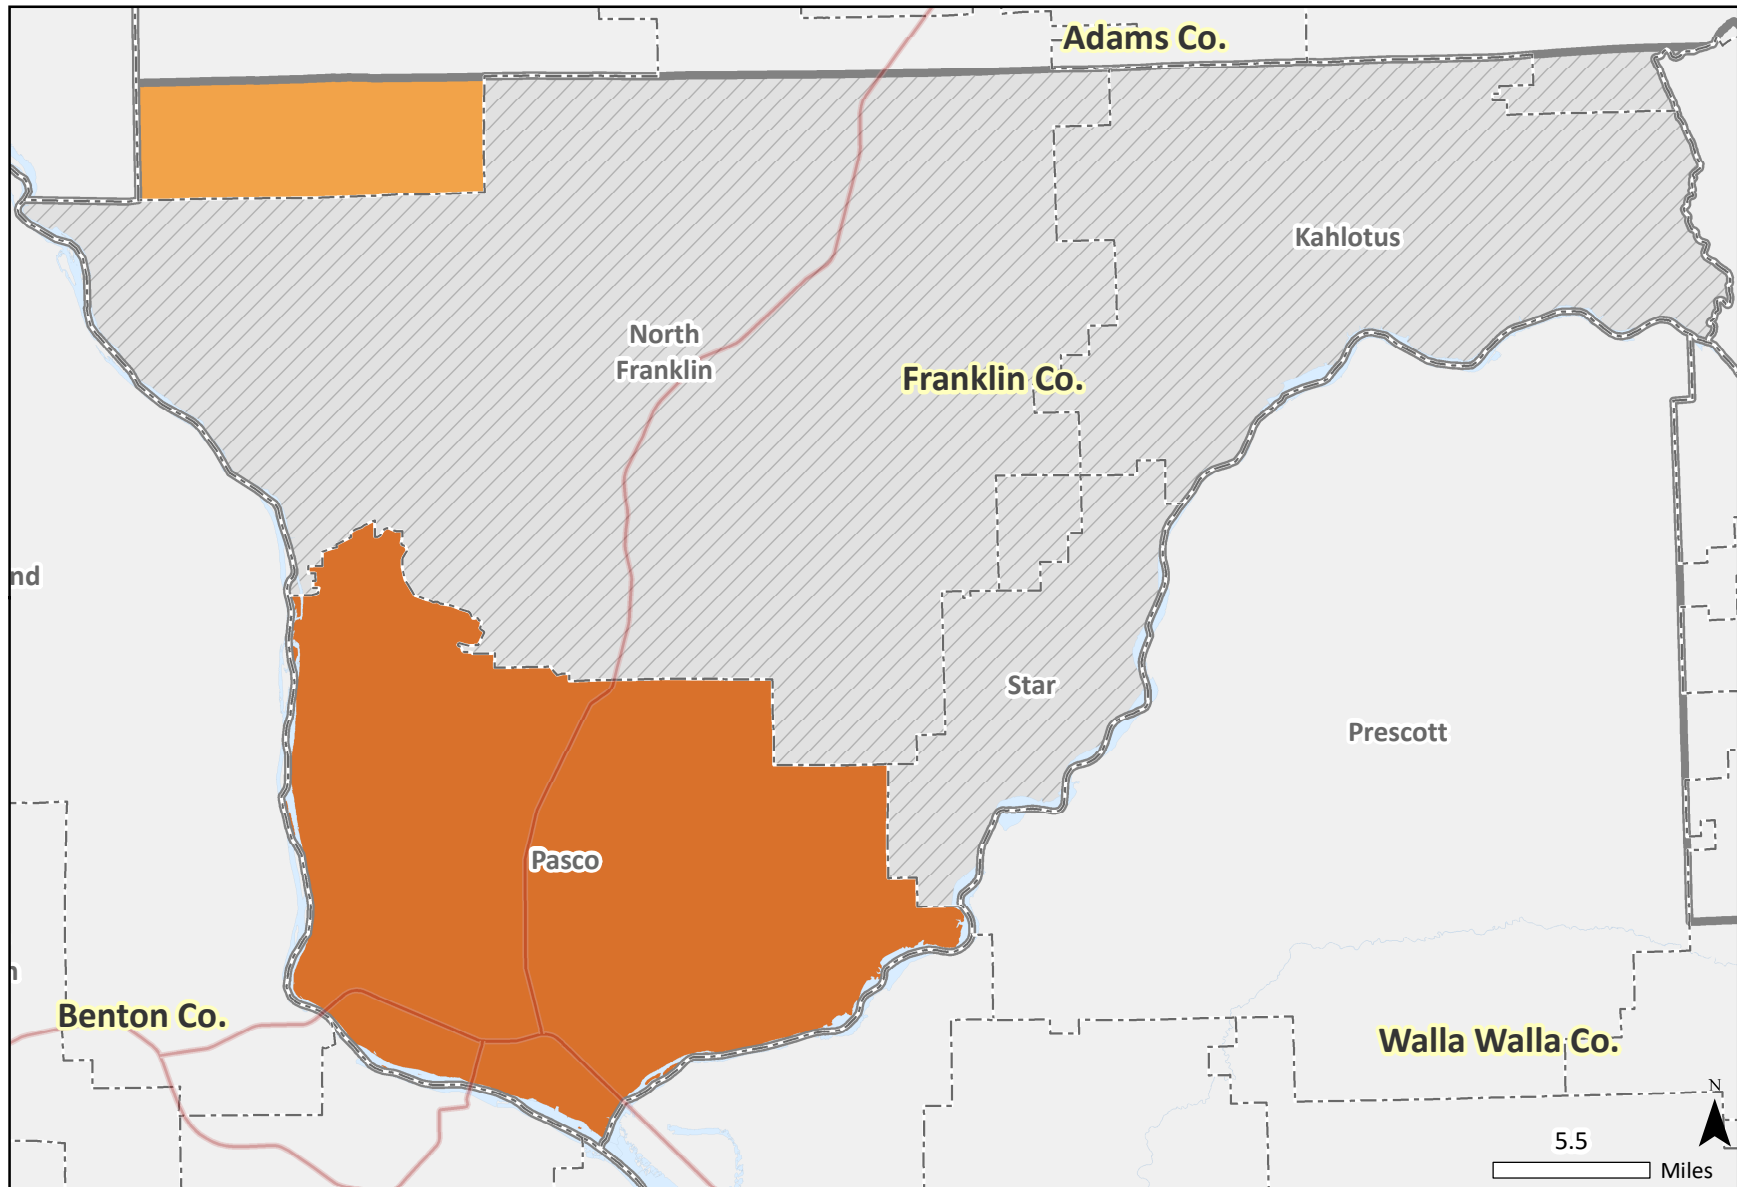 Adams Co.
Kahlotus
North
Franklin
Franklin Co.
nd
Star
Prescott
Pasco
Benton Co.
Walla Walla Co.
N
5.5
Miles